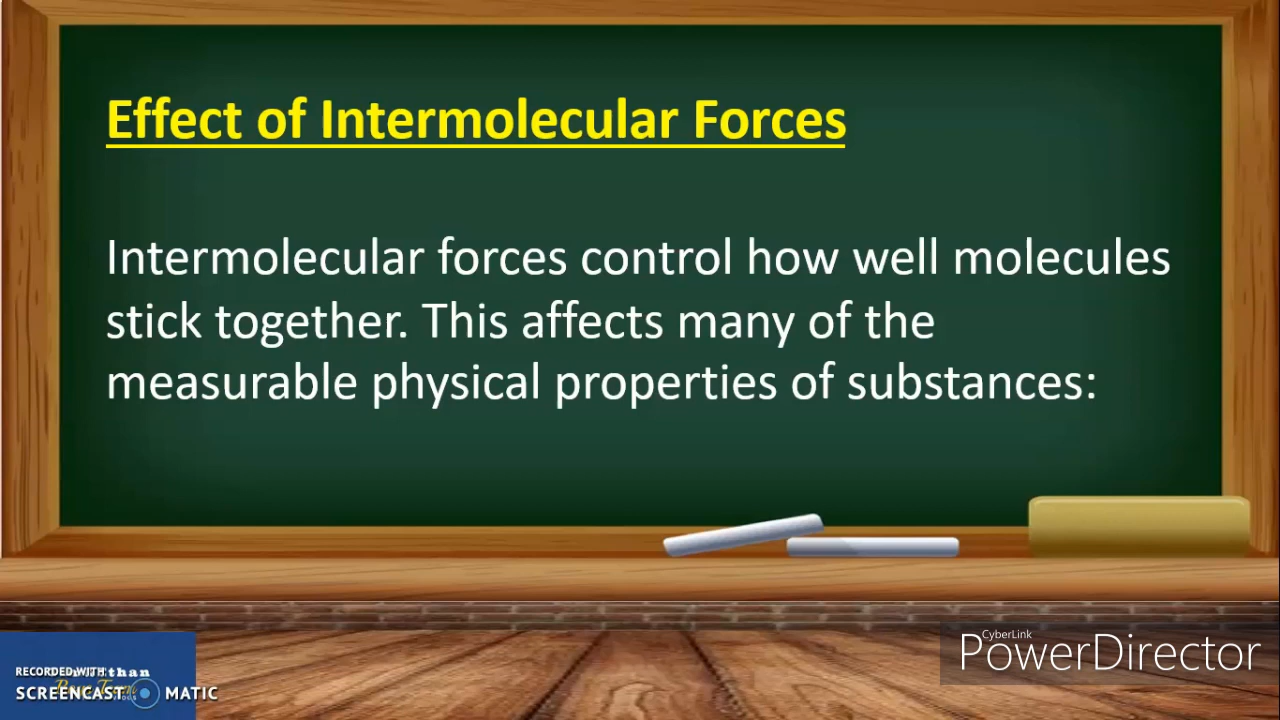 Effect of Intermolecular Forces
Intermolecular forces control how well molecules
stick together. This affects many of the
measurable physical properties of substances:
RECORDED WITH
SCREENCAST MATIC
CyberLink
PowerDirector